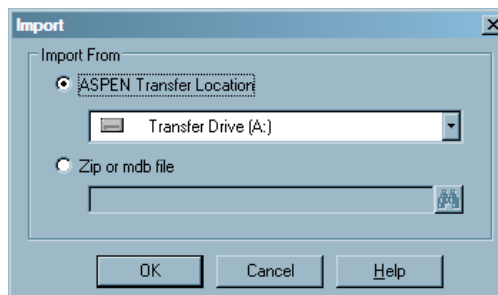 Import
Import From
ASPEN Transfer Location
Transfer Drive (A:)
Zip or mdb file
OK Cancel Help